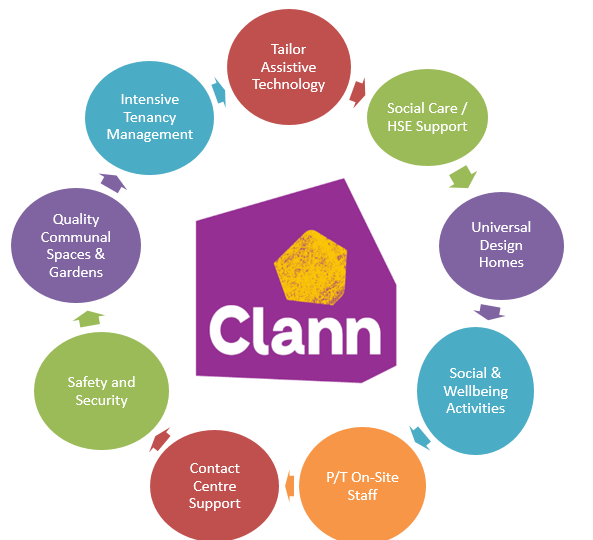 Tailor
Assistive
Technology
Social Care /
HSE Support
Universal
Design
Homes
Social &
Wellbeing
Activities
P/T On-Site
Staff
Contact
Centre
Support
Safety and
Security
Quality
Communal
Spaces &
Gardens
Intensive
Tenancy
Management
Clann